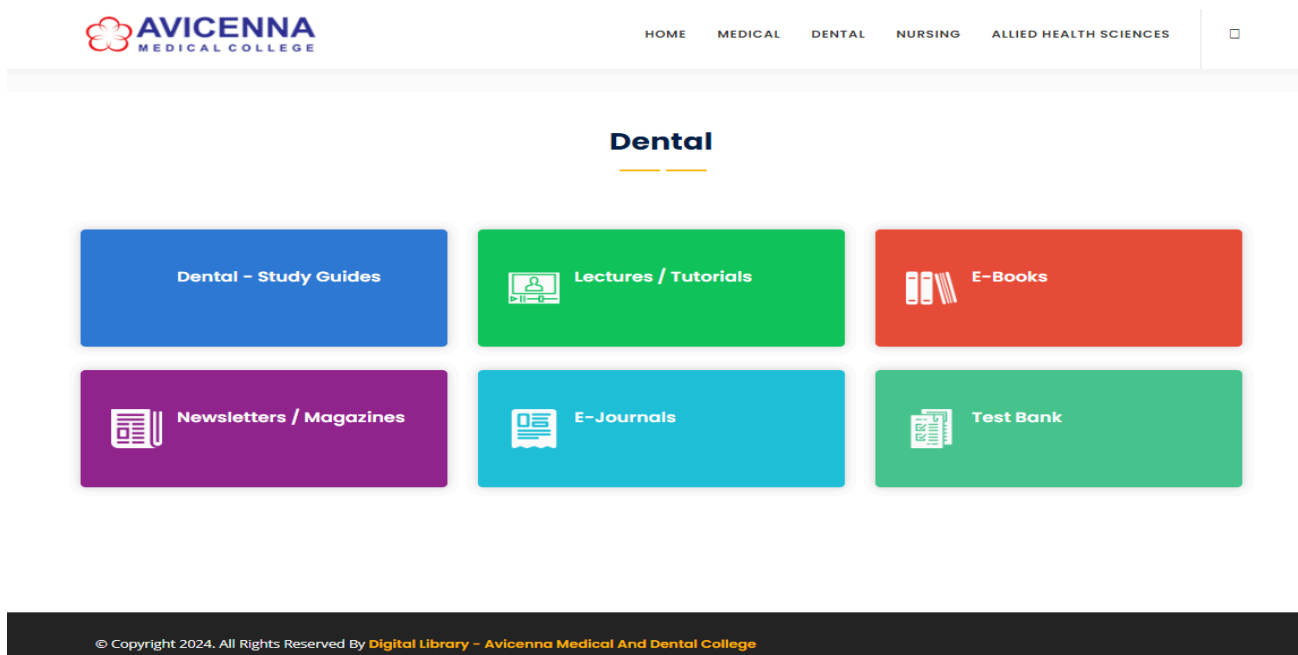 AVICENNA
MEDICAL COLLEGE
HOME MEDICAL DENTAL NURSING ALLIED HEALTH SCIENCES
Dental
Dental - Study Guides
Lectures / Tutorials
E-Books
Newsletters / Magazines
E-Journals
Test Bank
© Copyright 2024. All Rights Reserved By Digital Library - Avicenna Medical And Dental College